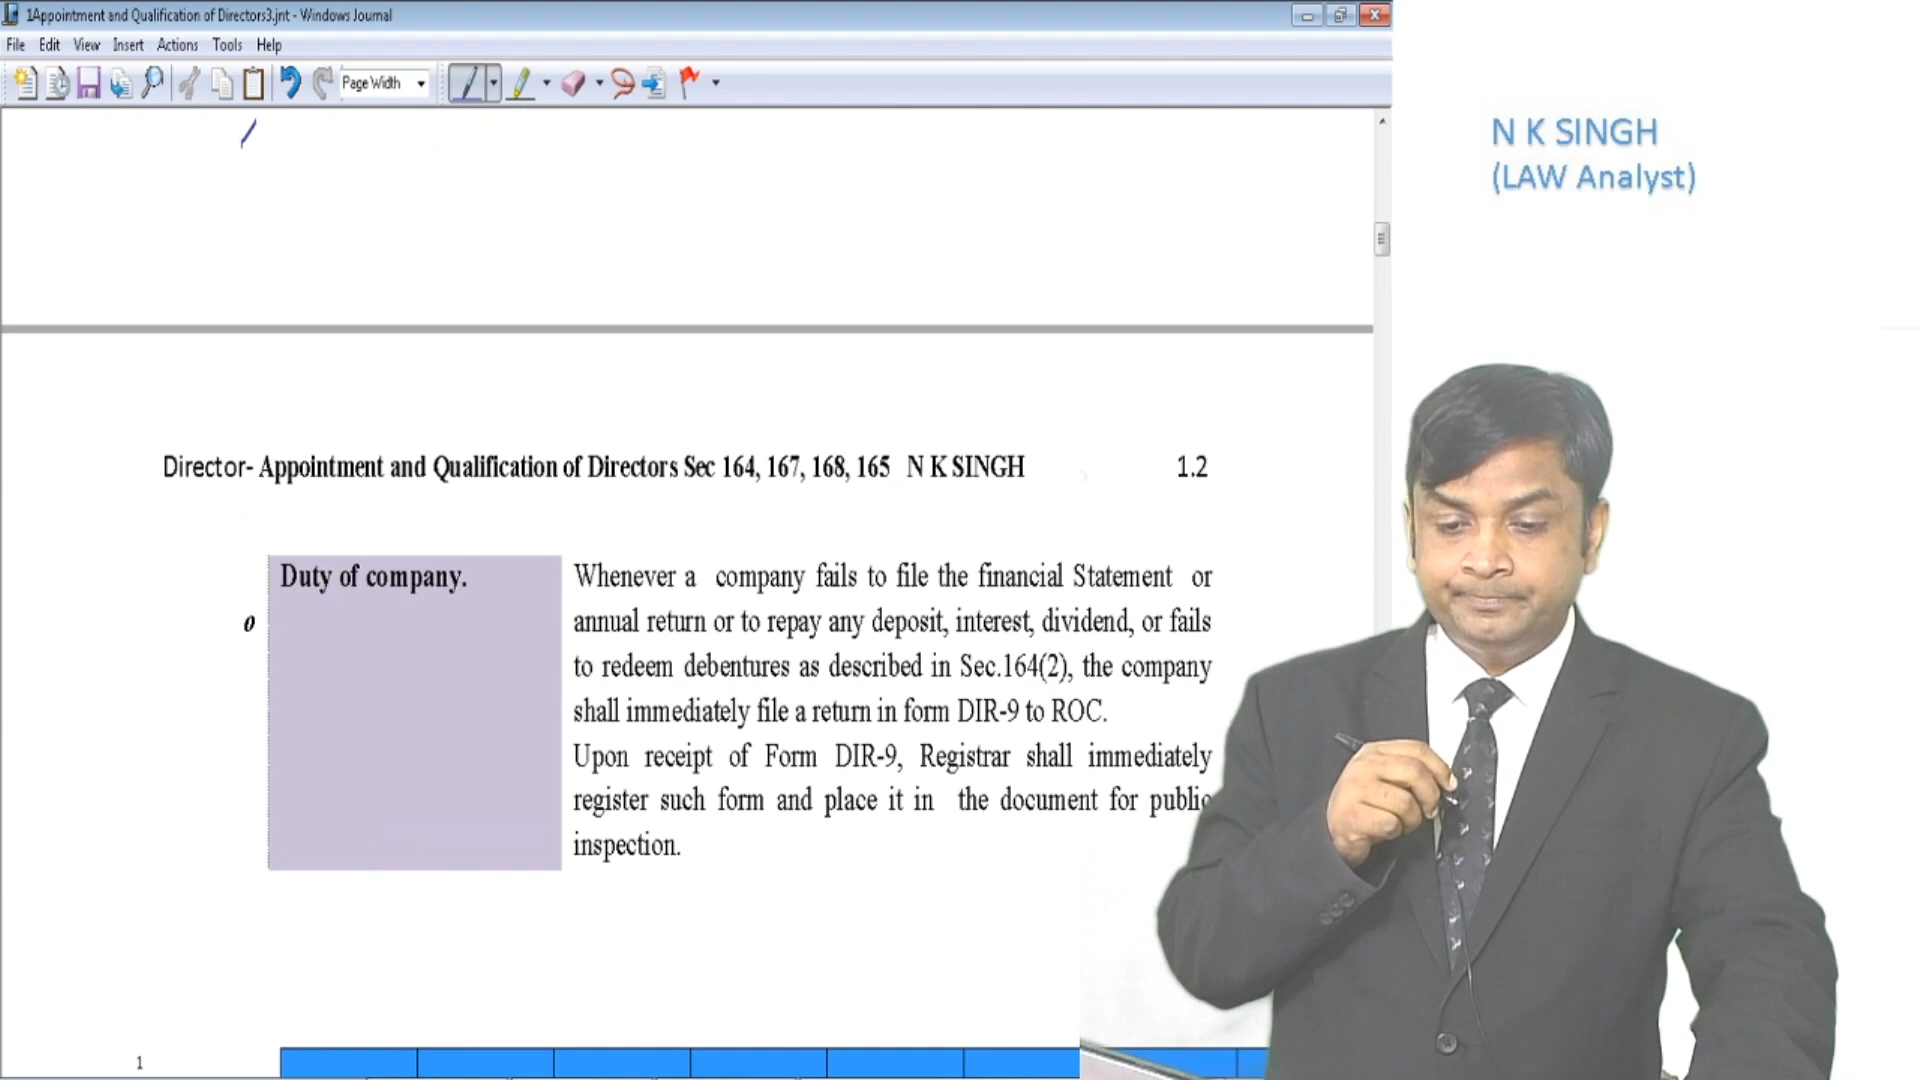 1Appointment and Qualification of Directors3.jnt - Windows Journal
File Edit View Insert Actions Tools Help
Page Width
N K SINGH
(LAW Analyst)
Director- Appointment and Qualification of Directors Sec 164, 167, 168, 165 N K SINGH 1.2
Duty of company.
o
Whenever a company fails to file the financial Statement or
annual return or to repay any deposit, interest, dividend, or fails
to redeem debentures as described in Sec.164(2), the company
shall immediately file a return in form DIR-9 to ROC.
Upon receipt of Form DIR-9, Registrar shall immediately
register such form and place it in the document for public
inspection.
1